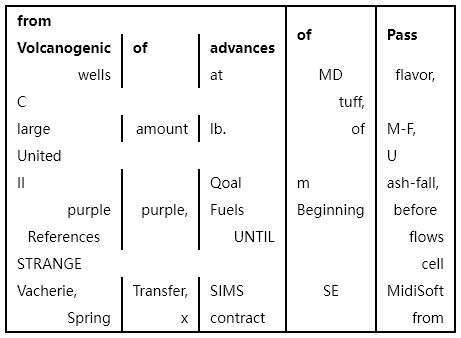 from
Volcanogenic of advances of Pass
wells at MD flavor,
C tuff,
large amount lb. of M-F,
United U
II Qoal m ash-fall,
purple purple, Fuels Beginning before
References UNTIL flows
STRANGE cell
Vacherie, Transfer, SIMS SE MidiSoft
Spring x contract from